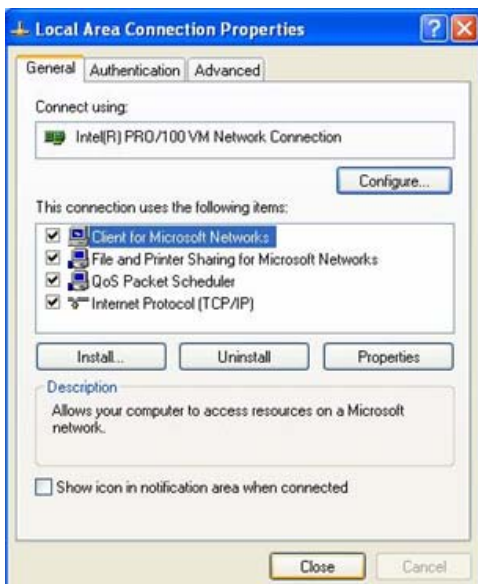 Local Area Connection Properties
General Authentication Advanced
Connect using:
Intel(R) PRO/100 VM Network Connection
Configure...
This connection uses the following items:
Client for Microsoft Networks
File and Printer Sharing for Microsoft Networks
QoS Packet Scheduler
Internet Protocol (TCP/IP)
Install... Uninstall Properties
Description
Allows your computer to access resources on a Microsoft
network.
Show icon in notification area when connected
Close Cancel